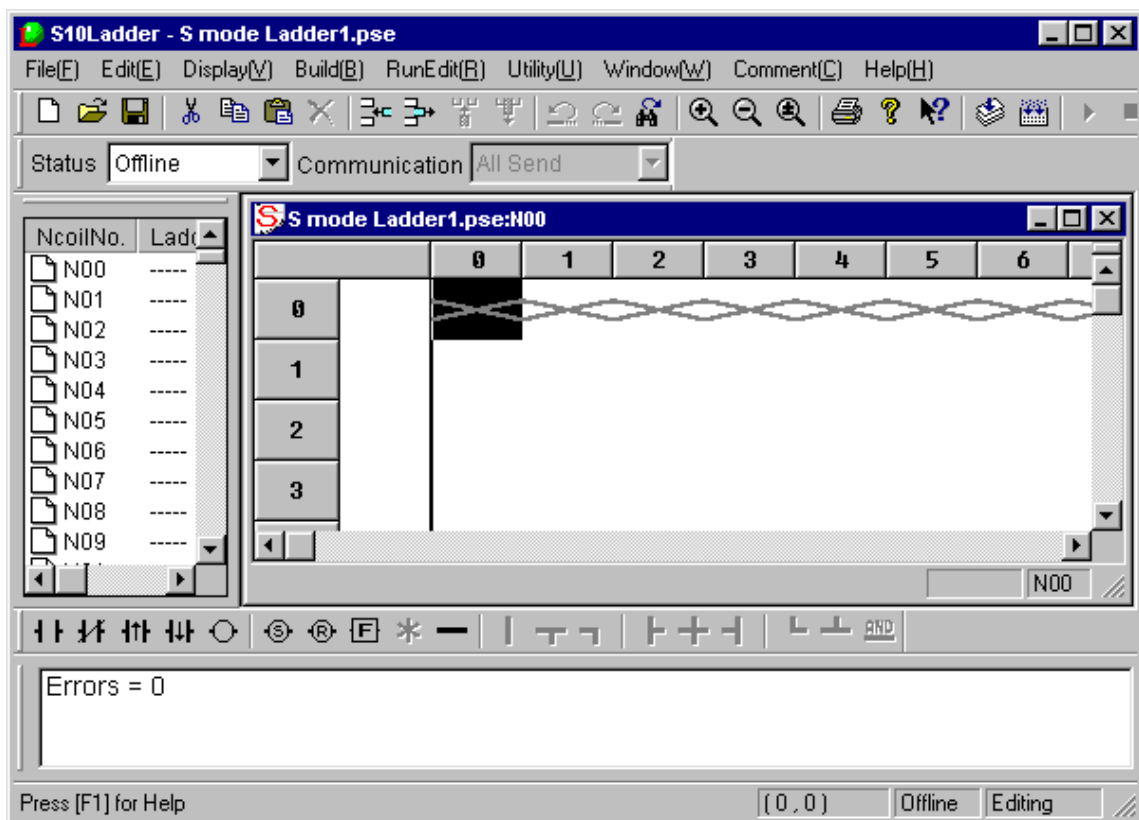 S10Ladder - S mode Ladder1.pse
File(F) Edit(E) Display(V) Build(B) RunEdit(R) Utility(U) Window(W) Comment(C) Help(H)
Status Offline Communication All Send
S mode Ladder1.pse:N00
NcoilNo.
0 1 2 3 4 5 6
N00 -----
N01 -----
N02 -----
N03 -----
N04 -----
N05 -----
N06 -----
N07 -----
N08 -----
N09 -----
0
1
2
3
N00
S R F AND
Errors = 0
Press [F1] for Help (0,0) Offline Editing